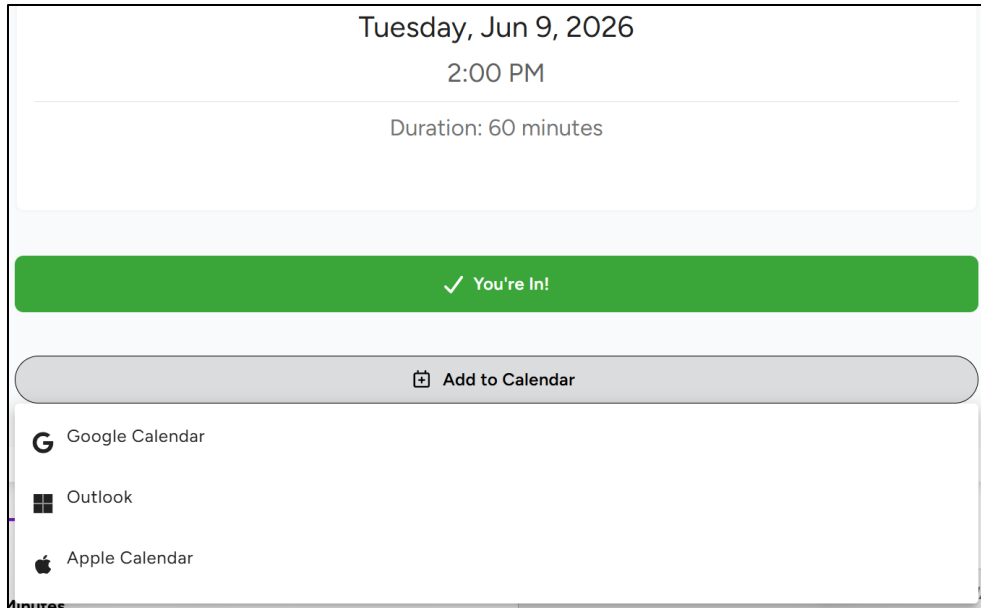 Tuesday, Jun 9, 2026
2:00 PM
Duration: 60 minutes
You're In!
Add to Calendar
Google Calendar
Outlook
Apple Calendar
Minutes